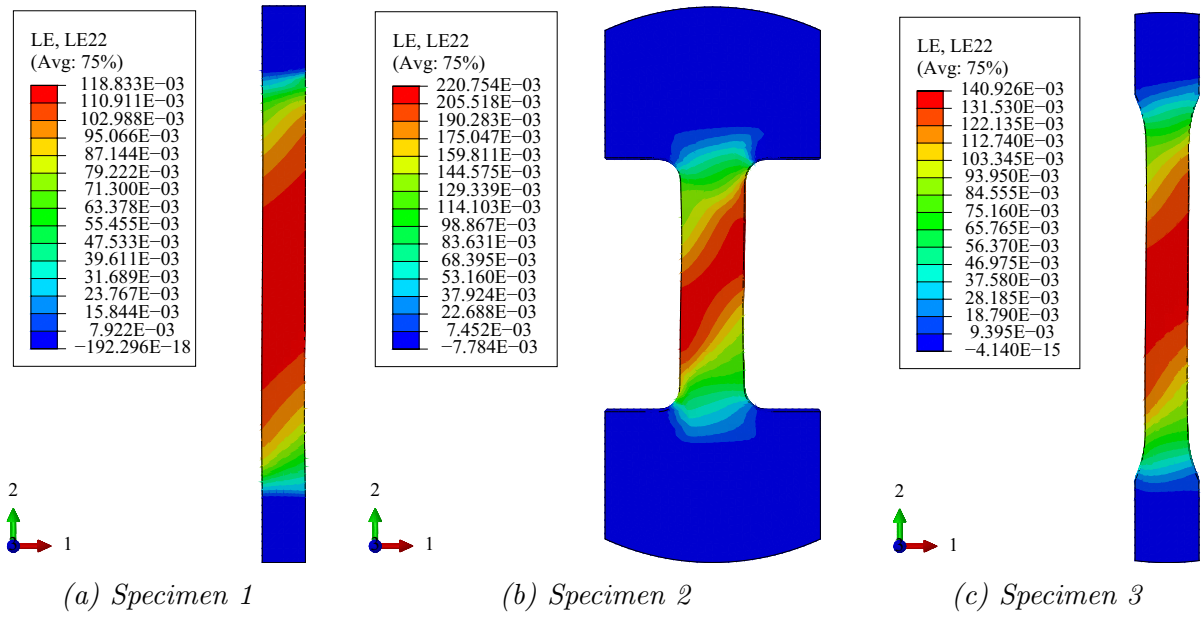 LE, LE22
(Avg: 75%)
118.833E−03
110.911E−03
102.988E−03
95.066E−03
87.144E−03
79.222E−03
71.300E−03
63.378E−03
55.455E−03
47.533E−03
39.611E−03
31.689E−03
23.767E−03
15.844E−03
7.922E−03
−192.296E−18
2
1
(a) Specimen 1
LE, LE22
(Avg: 75%)
220.754E−03
205.518E−03
190.283E−03
175.047E−03
159.811E−03
144.575E−03
129.339E−03
114.103E−03
98.867E−03
83.631E−03
68.395E−03
53.160E−03
37.924E−03
22.688E−03
7.452E−03
−7.784E−03
2
1
(b) Specimen 2
LE, LE22
(Avg: 75%)
140.926E−03
131.530E−03
122.135E−03
112.740E−03
103.345E−03
93.950E−03
84.555E−03
75.160E−03
65.765E−03
56.370E−03
46.975E−03
37.580E−03
28.185E−03
18.790E−03
9.395E−03
−4.140E−15
2
1
(c) Specimen 3